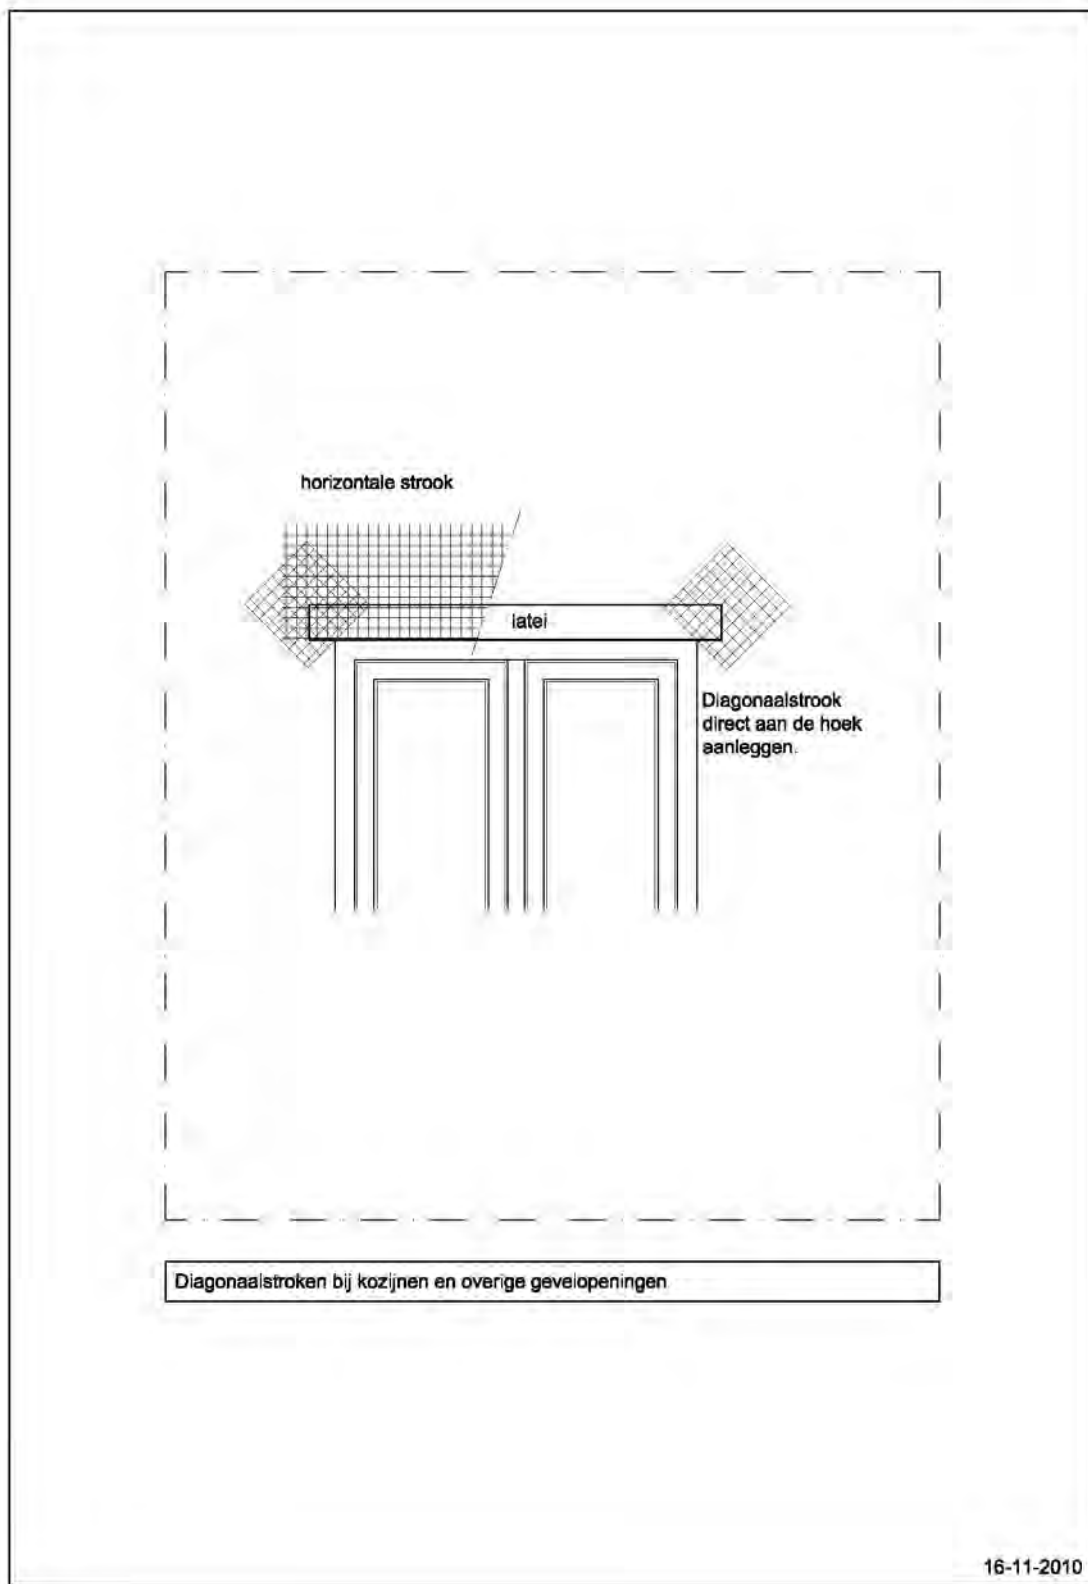 horizontale strook
latei
Diagonaalstrook
direct aan de hoek
aanleggen.
Diagonaalstroken bij kozijnen en overige gevelopeningen
16-11-2010